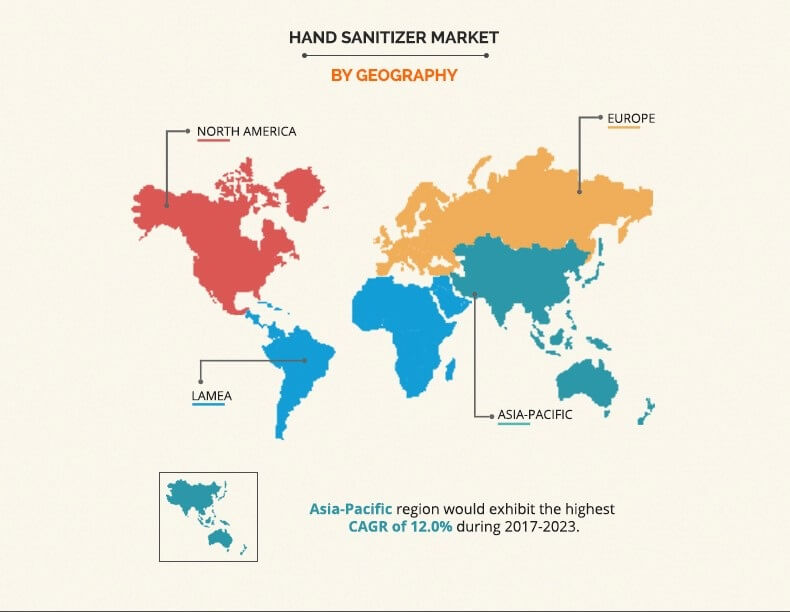 HAND SANITIZER MARKET
BY GEOGRAPHY
NORTH AMERICA
EUROPE
LAMEA
ASIA-PACIFIC
Asia-Pacific region would exhibit the highest
CAGR of 12.0% during 2017-2023.